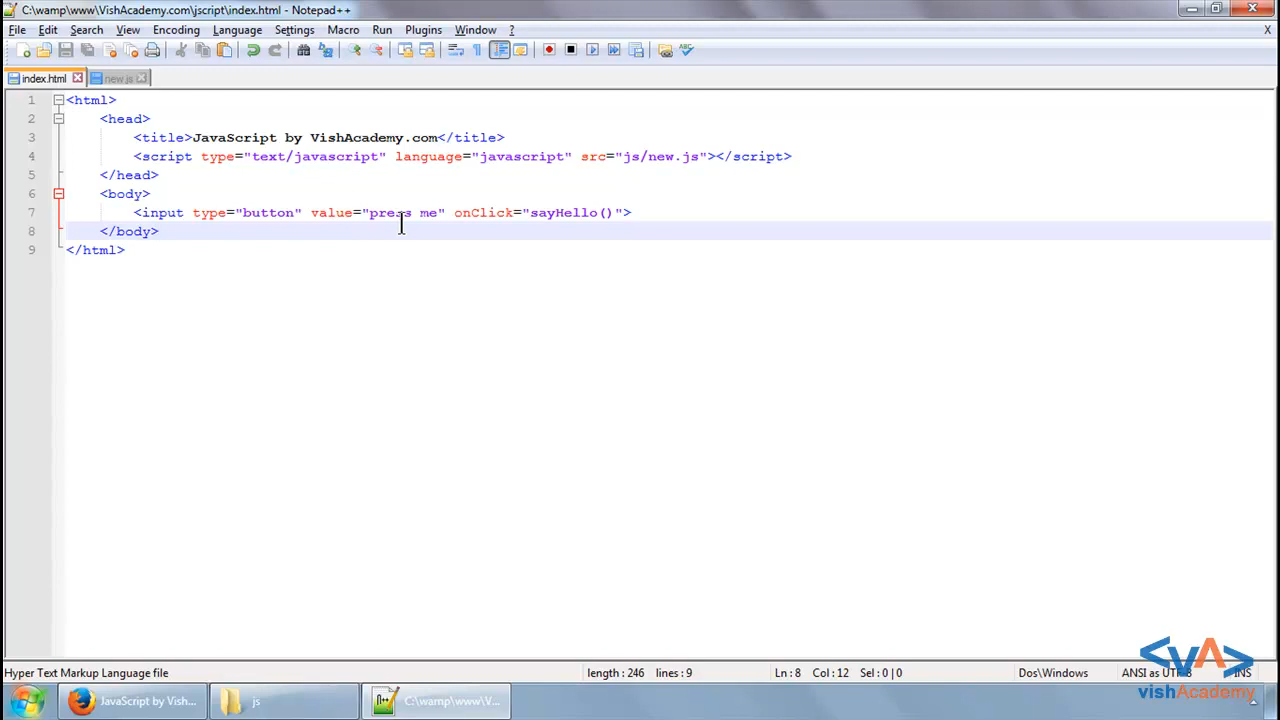 C:\wamp\www\VishAcademy.com\jscript\index.html - Notepad++
File Edit Search View Encoding Language Settings Macro Run Plugins Window ? X
index.html new.js
1 <html>
2 <head>
3 <title>JavaScript by VishAcademy.com</title>
4 <script type="text/javascript" language="javascript" src="js/new.js"></script>
5 </head>
6 <body>
7 <input type="button" value="press me" onClick="sayHello()">
8 </body>
9 </html>
Hyper Text Markup Language file length : 246 lines : 9 Ln : 8 Col : 12 Sel : 0 | 0 Dos\Windows ANSI as UTF-8 INS
<VA>
vishAcademy
JavaScript by Vish... js C:\wamp\www\V...